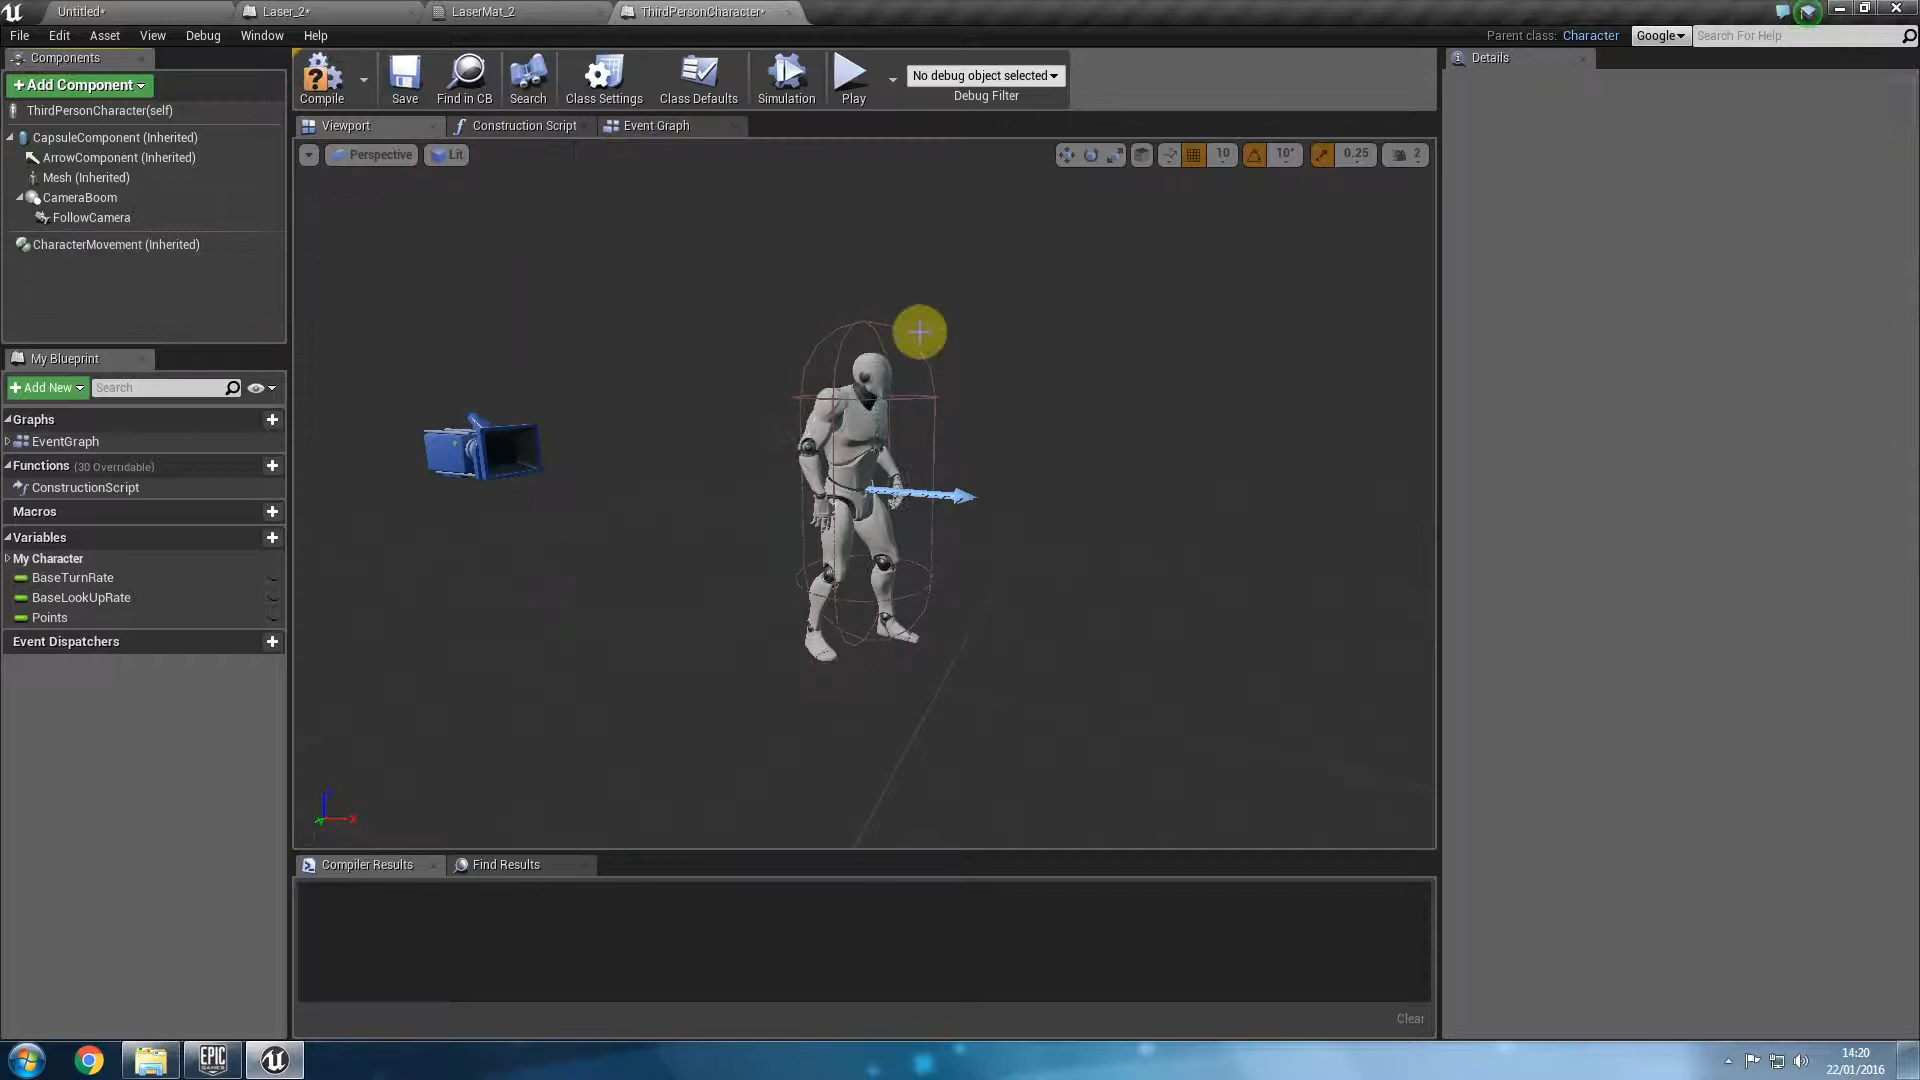 Untitled*
Laser_2*
LaserMat_2
ThirdPersonCharacter*
File Edit Asset View Debug Window Help
Parent class: Character
Google
Search For Help
Components
+Add Component
ThirdPersonCharacter(self)
CapsuleComponent (Inherited)
ArrowComponent (Inherited)
Mesh (Inherited)
CameraBoom
FollowCamera
CharacterMovement (Inherited)
My Blueprint
+Add New
Search
Graphs
EventGraph
Functions (30 Overridable)
ConstructionScript
Macros
Variables
My Character
BaseTurnRate
BaseLookUpRate
Points
Event Dispatchers
Compile
Save
Find in CB
Search
Class Settings
Class Defaults
Simulation
Play
No debug object selected
Debug Filter
Viewport
Construction Script
Event Graph
Perspective
Lit
10
10°
0.25
2
X
Compiler Results
Find Results
Clear
Details
EPIC
GAMES
14:20
22/01/2016